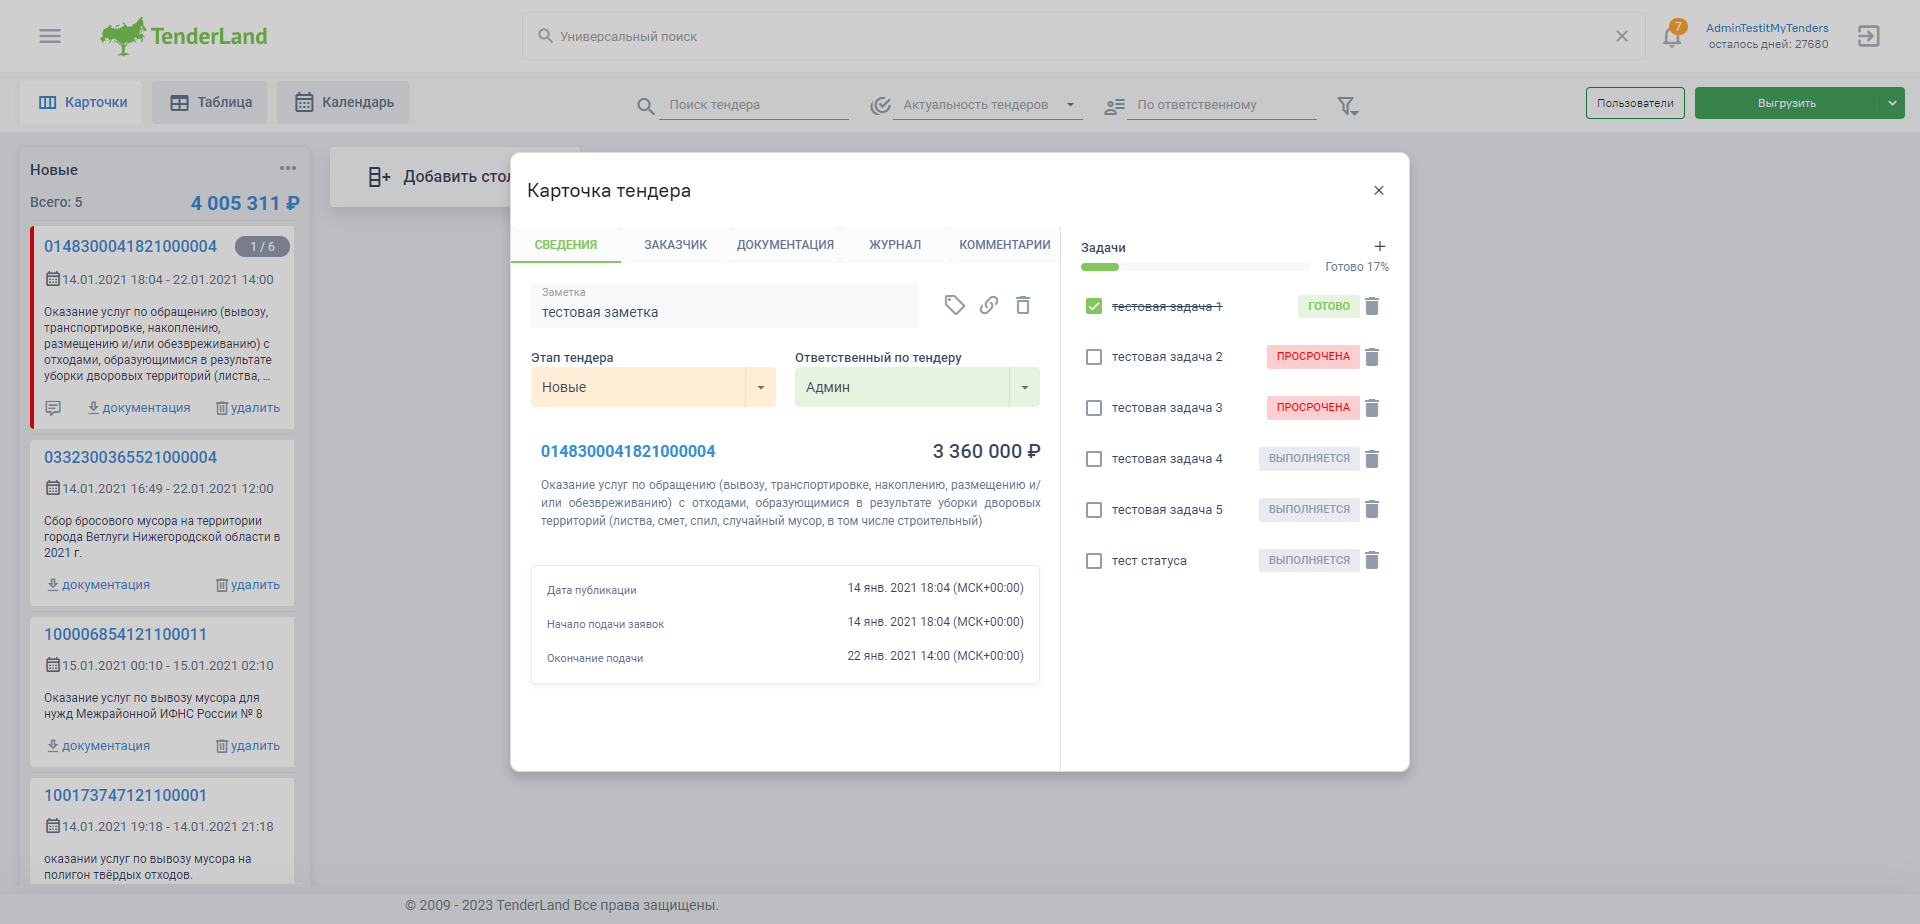 TenderLand
Универсальный поиск
7
AdminTestitMyTenders
осталось дней: 27680
Карточки
Таблица
Календарь
Поиск тендера
Актуальность тендеров
По ответственному
Пользователи
Выгрузить
Новые
Всего: 5
4 005 311 ₽
0148300041821000004
1 / 6
14.01.2021 18:04 - 22.01.2021 14:00
Оказание услуг по обращению (вывозу,
транспортировке, накоплению,
размещению и/или обезвреживанию) с
отходами, образующимися в результате
уборки дворовых территорий (листва, ...
документация
удалить
0332300365521000004
14.01.2021 16:49 - 22.01.2021 12:00
Сбор бросового мусора на территории
города Ветлуги Нижегородской области в
2021 г.
документация
удалить
100006854121100011
15.01.2021 00:10 - 15.01.2021 02:10
Оказание услуг по вывозу мусора для
нужд Межрайонной ИФНС России № 8
документация
удалить
100173747121100001
14.01.2021 19:18 - 14.01.2021 21:18
оказании услуг по вывозу мусора на
полигон твёрдых отходов.
Добавить стол
Карточка тендера
СВЕДЕНИЯ
ЗАКАЗЧИК
ДОКУМЕНТАЦИЯ
ЖУРНАЛ
КОММЕНТАРИИ
Заметка
тестовая заметка
Этап тендера
Ответственный по тендеру
Новые
Админ
0148300041821000004
3 360 000 ₽
Оказание услуг по обращению (вывозу, транспортировке, накоплению, размещению и/
или обезвреживанию) с отходами, образующимися в результате уборки дворовых
территорий (листва, смет, спил, случайный мусор, в том числе строительный)
Дата публикации
14 янв. 2021 18:04 (МСК+00:00)
Начало подачи заявок
14 янв. 2021 18:04 (МСК+00:00)
Окончание подачи
22 янв. 2021 14:00 (МСК+00:00)
Задачи
Готово 17%
тестовая задача 1
ГОТОВО
тестовая задача 2
ПРОСРОЧЕНА
тестовая задача 3
ПРОСРОЧЕНА
тестовая задача 4
ВЫПОЛНЯЕТСЯ
тестовая задача 5
ВЫПОЛНЯЕТСЯ
тест статуса
ВЫПОЛНЯЕТСЯ
© 2009 - 2023 TenderLand Все права защищены.